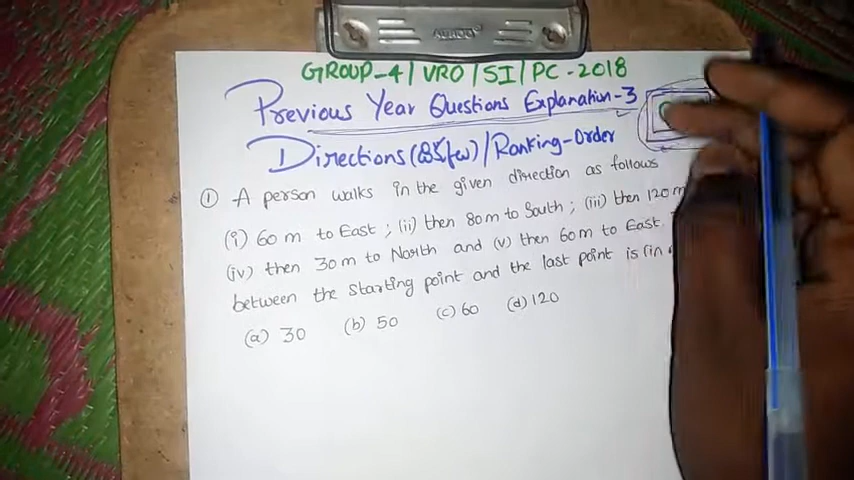 GROUP-4/ VRO /SI/ PC-2018
Previous Year Questions Explanation-3
Directions( / Ranking-Order
① A person walks in the given direction as follows
(i) 60 m to East ; (ii) then 80 m to South ; (iii) then 120 m
(iv) then 30 m to North and (v) then 60 m to East.
between the starting point and the last point is (in
(a) 30 (b) 50 (c) 60 (d) 120